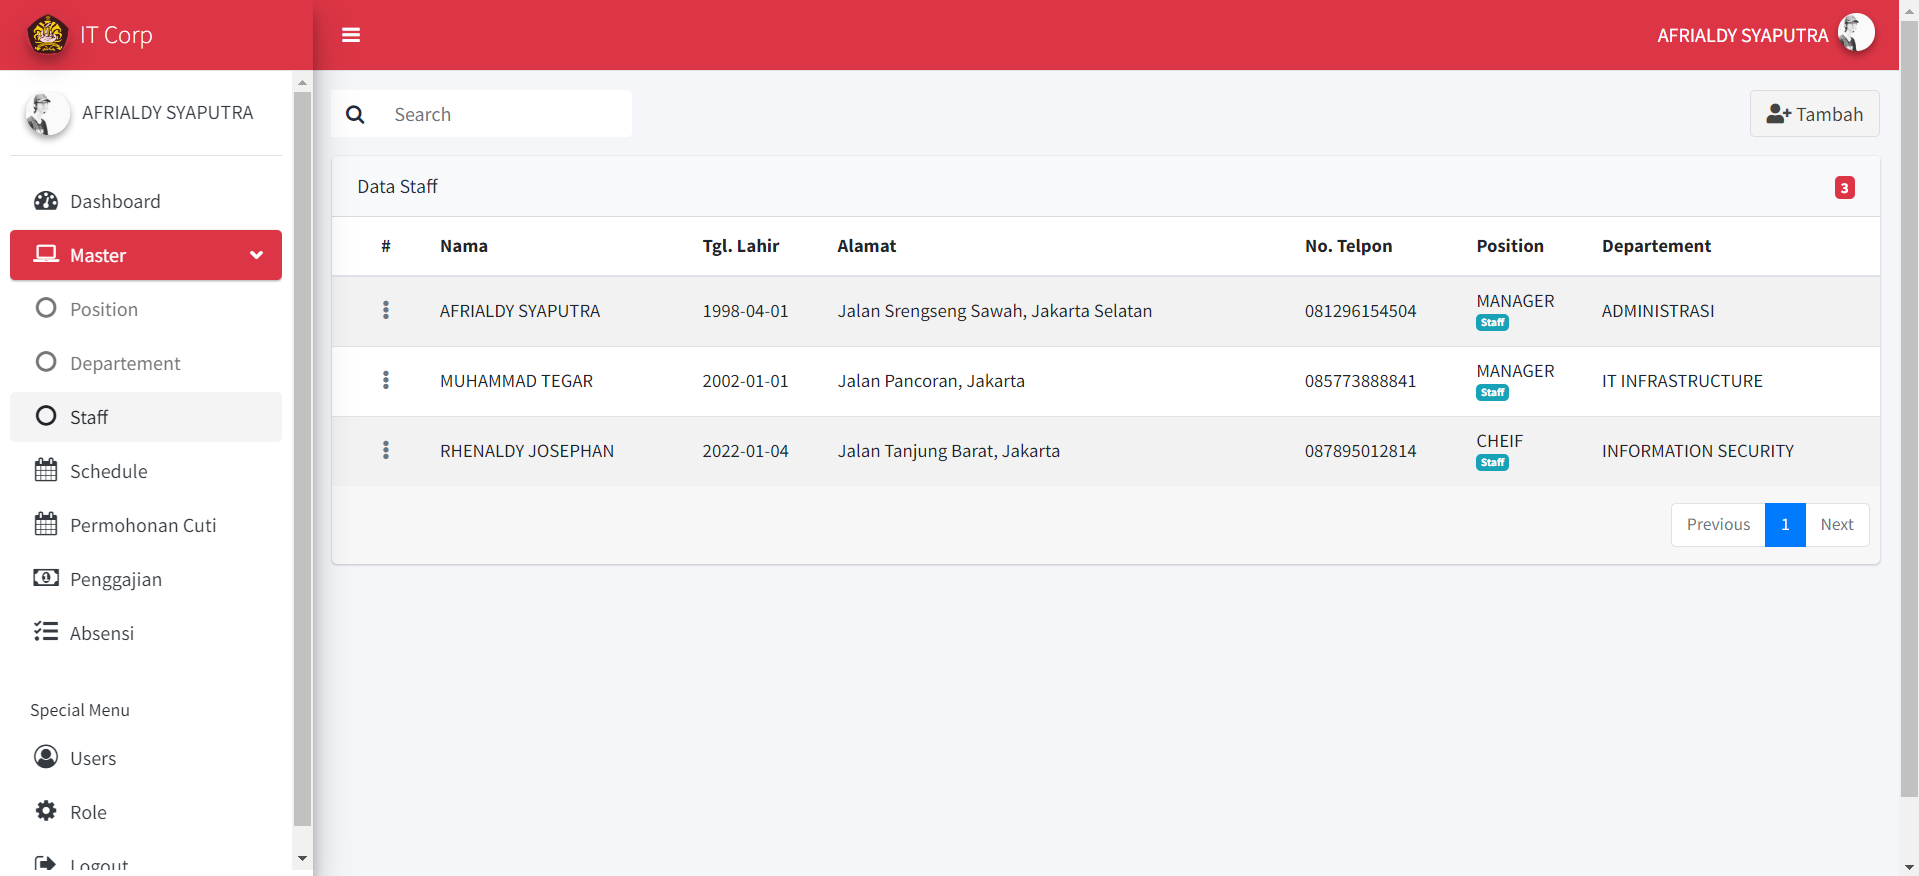 IT Corp
AFRIALDY SYAPUTRA
AFRIALDY SYAPUTRA
Dashboard
Master
Position
Departement
Staff
Schedule
Permohonan Cuti
Penggajian
Absensi
Special Menu
Users
Role
Logout
Search
Tambah
Data Staff 3
# Nama Tgl. Lahir Alamat No. Telpon Position Departement
AFRIALDY SYAPUTRA 1998-04-01 Jalan Srengseng Sawah, Jakarta Selatan 081296154504 MANAGER Staff ADMINISTRASI
MUHAMMAD TEGAR 2002-01-01 Jalan Pancoran, Jakarta 085773888841 MANAGER Staff IT INFRASTRUCTURE
RHENALDY JOSEPHAN 2022-01-04 Jalan Tanjung Barat, Jakarta 087895012814 CHEIF Staff INFORMATION SECURITY
Previous 1 Next